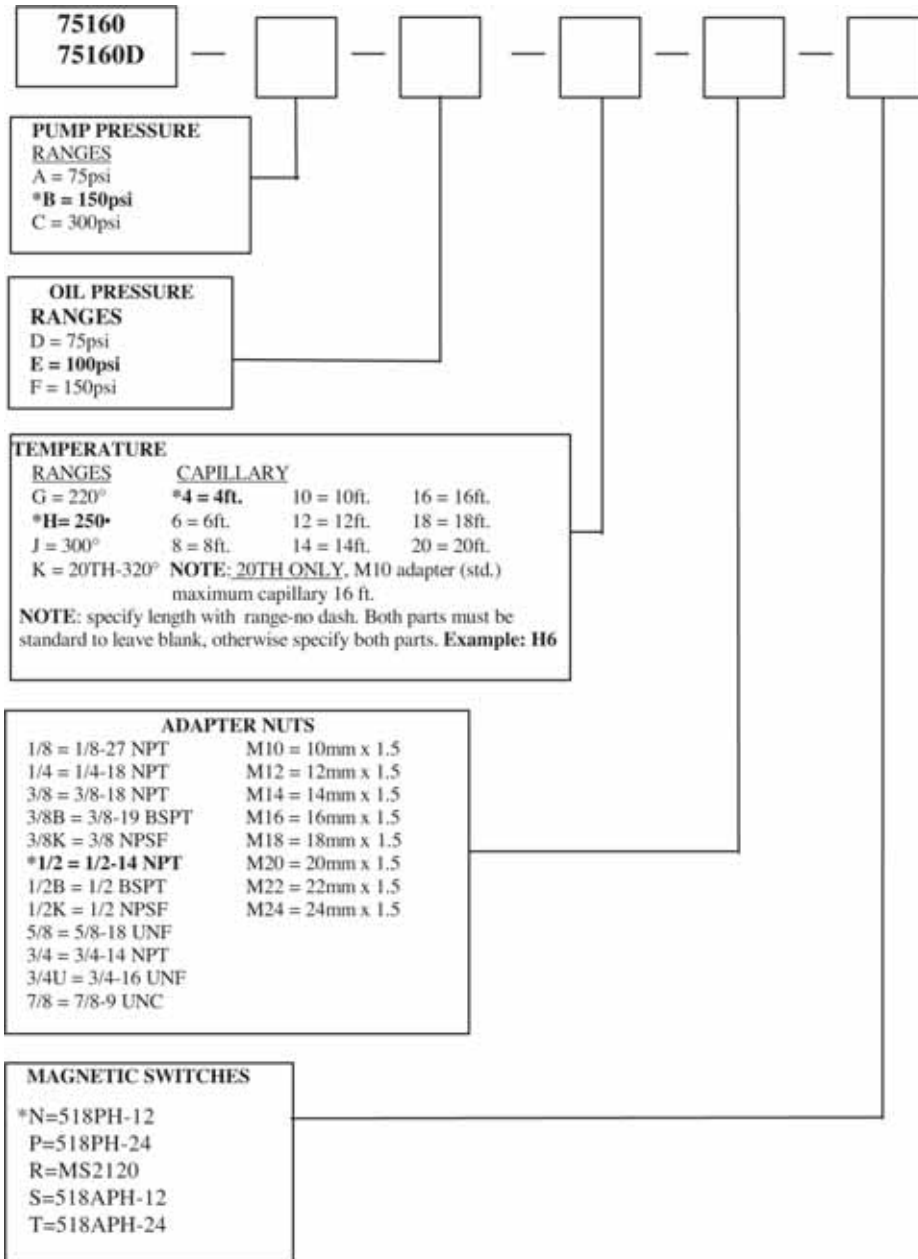 75160
75160D
PUMP PRESSURE
RANGES
A = 75psi
*B = 150psi
C = 300psi
OIL PRESSURE
RANGES
D = 75psi
E = 100psi
F = 150psi
TEMPERATURE
RANGES CAPILLARY
G = 220° *4 = 4ft. 10 = 10ft. 16 = 16ft.
*H= 250• 6 = 6ft. 12 = 12ft. 18 = 18ft.
J = 300° 8 = 8ft. 14 = 14ft. 20 = 20ft.
K = 20TH-320° NOTE: 20TH ONLY, M10 adapter (std.)
maximum capillary 16 ft.
NOTE: specify length with range-no dash. Both parts must be
standard to leave blank, otherwise specify both parts. Example: H6
ADAPTER NUTS
1/8 = 1/8-27 NPT M10 = 10mm x 1.5
1/4 = 1/4-18 NPT M12 = 12mm x 1.5
3/8 = 3/8-18 NPT M14 = 14mm x 1.5
3/8B = 3/8-19 BSPT M16 = 16mm x 1.5
3/8K = 3/8 NPSF M18 = 18mm x 1.5
*1/2 = 1/2-14 NPT M20 = 20mm x 1.5
1/2B = 1/2 BSPT M22 = 22mm x 1.5
1/2K = 1/2 NPSF M24 = 24mm x 1.5
5/8 = 5/8-18 UNF
3/4 = 3/4-14 NPT
3/4U = 3/4-16 UNF
7/8 = 7/8-9 UNC
MAGNETIC SWITCHES
*N=518PH-12
P=518PH-24
R=MS2120
S=518APH-12
T=518APH-24